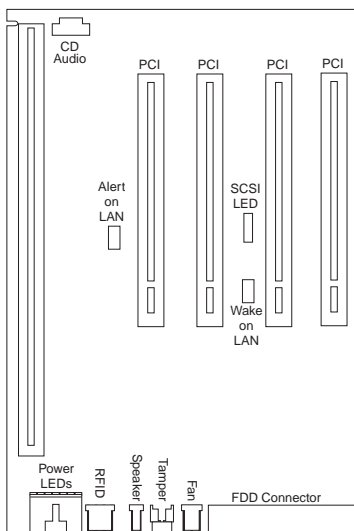 CD
Audio
PCI
PCI
PCI
PCI
Alert
on
LAN
SCSI
LED
Wake
on
LAN
Power
LEDs
RFID
Speaker
Tamper
Fan
FDD Connector